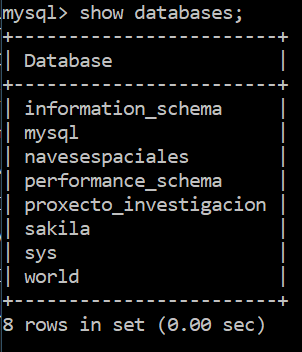 mysql> show databases;
+------------------------+
| Database               |
+------------------------+
| information_schema     |
| mysql                  |
| navesespaciales        |
| performance_schema     |
| proxecto_investigacion |
| sakila                 |
| sys                    |
| world                  |
+------------------------+
8 rows in set (0.00 sec)